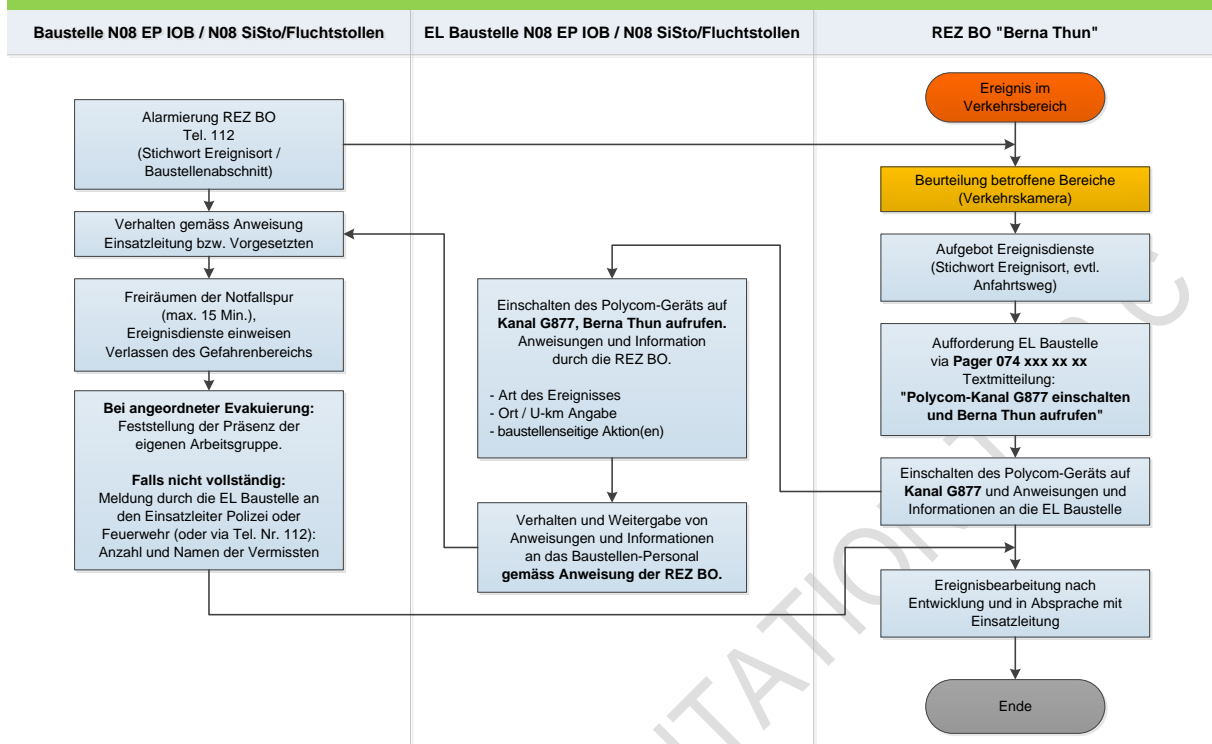 Baustelle N08 EP IOB / N08 SiSto/Fluchtstollen
EL Baustelle N08 EP IOB / N08 SiSto/Fluchtstollen
REZ BO "Berna Thun"
Alarmierung REZ BO
Tel. 112
(Stichwort Ereignisort /
Baustellenabschnitt)
Verhalten gemäss Anweisung
Einsatzleitung bzw. Vorgesetzten
Freiräumen der Notfallspur
(max. 15 Min.),
Ereignisdienste einweisen
Verlassen des Gefahrenbereichs
Bei angeordneter Evakuierung:
Feststellung der Präsenz der
eigenen Arbeitsgruppe.
Falls nicht vollständig:
Meldung durch die EL Baustelle an
den Einsatzleiter Polizei oder
Feuerwehr (oder via Tel. Nr. 112):
Anzahl und Namen der Vermissten
Einschalten des Polycom-Geräts auf
Kanal G877, Berna Thun aufrufen.
Anweisungen und Information
durch die REZ BO.
- Art des Ereignisses
- Ort / U-km Angabe
- baustellenseitige Aktion(en)
Verhalten und Weitergabe von
Anweisungen und Informationen
an das Baustellen-Personal
gemäss Anweisung der REZ BO.
Ereignis im
Verkehrsbereich
Beurteilung betroffene Bereiche
(Verkehrskamera)
Aufgebot Ereignisdienste
(Stichwort Ereignisort, evtl.
Anfahrtsweg)
Aufforderung EL Baustelle
via Pager 074 xxx xx xx
Textmitteilung:
"Polycom-Kanal G877 einschalten
und Berna Thun aufrufen"
Einschalten des Polycom-Geräts auf
Kanal G877 und Anweisungen und
Informationen an die EL Baustelle
Ereignisbearbeitung nach
Entwicklung und in Absprache mit
Einsatzleitung
Ende